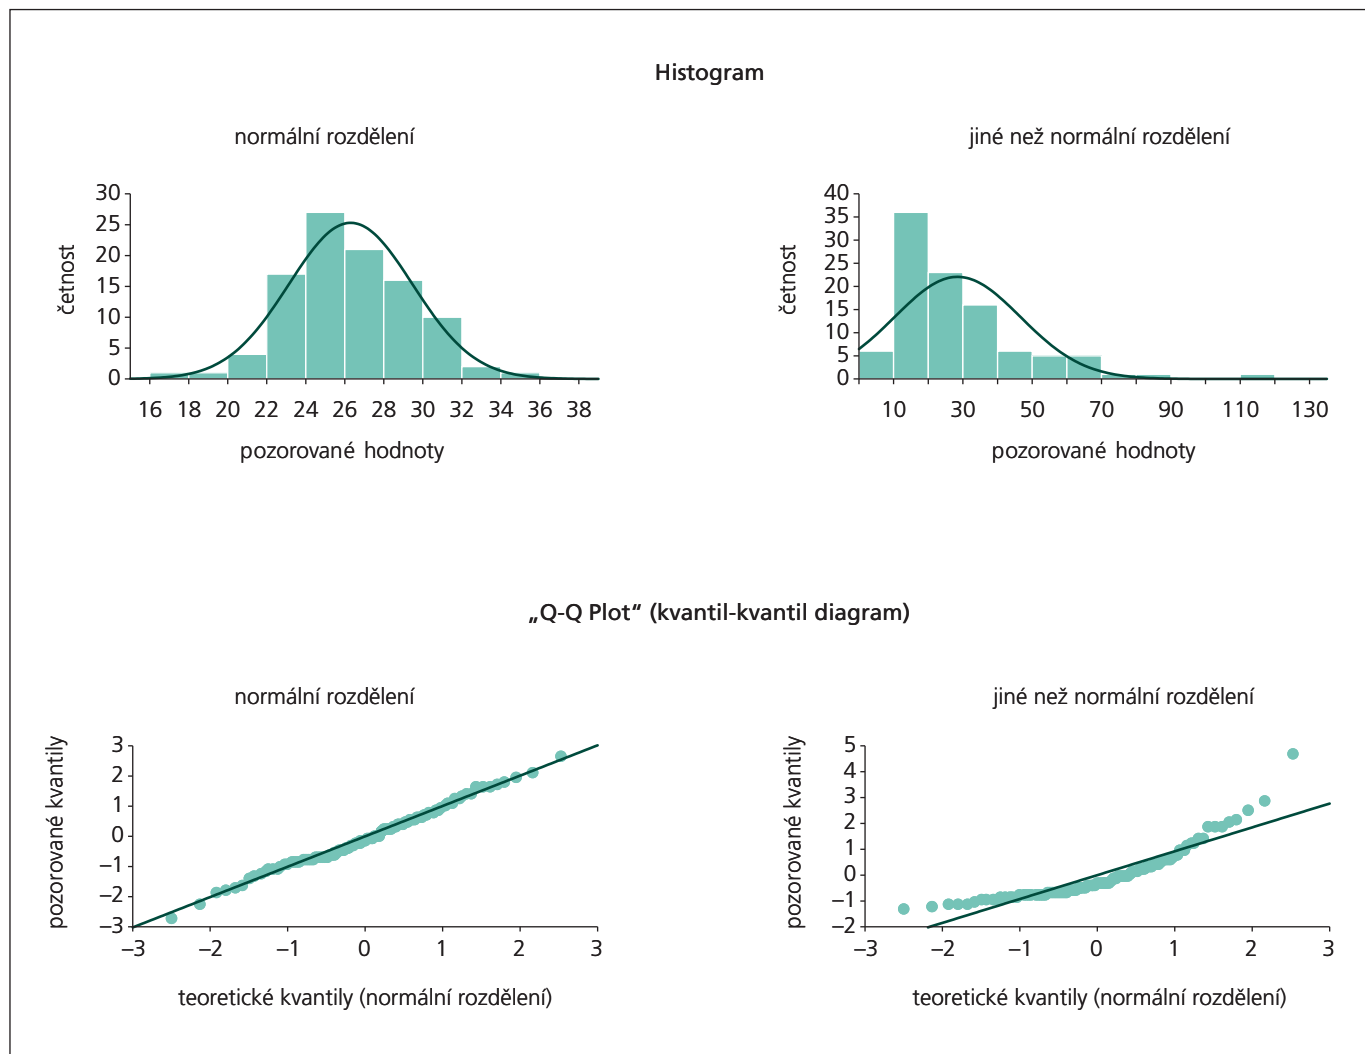 Histogram
normální rozdělení
četnost
30
25
20
15
10
5
0
16 18 20 22 24 26 28 30 32 34 36 38
pozorované hodnoty
jiné než normální rozdělení
četnost
40
35
30
25
20
15
10
5
0
10 30 50 70 90 110 130
pozorované hodnoty
„Q-Q Plot“ (kvantil-kvantil diagram)
normální rozdělení
pozorované kvantily
3
2
1
0
−1
−2
−3
−3 −2 −1 0 1 2 3
teoretické kvantily (normální rozdělení)
jiné než normální rozdělení
pozorované kvantily
5
4
3
2
1
0
−1
−2
−3 −2 −1 0 1 2 3
teoretické kvantily (normální rozdělení)